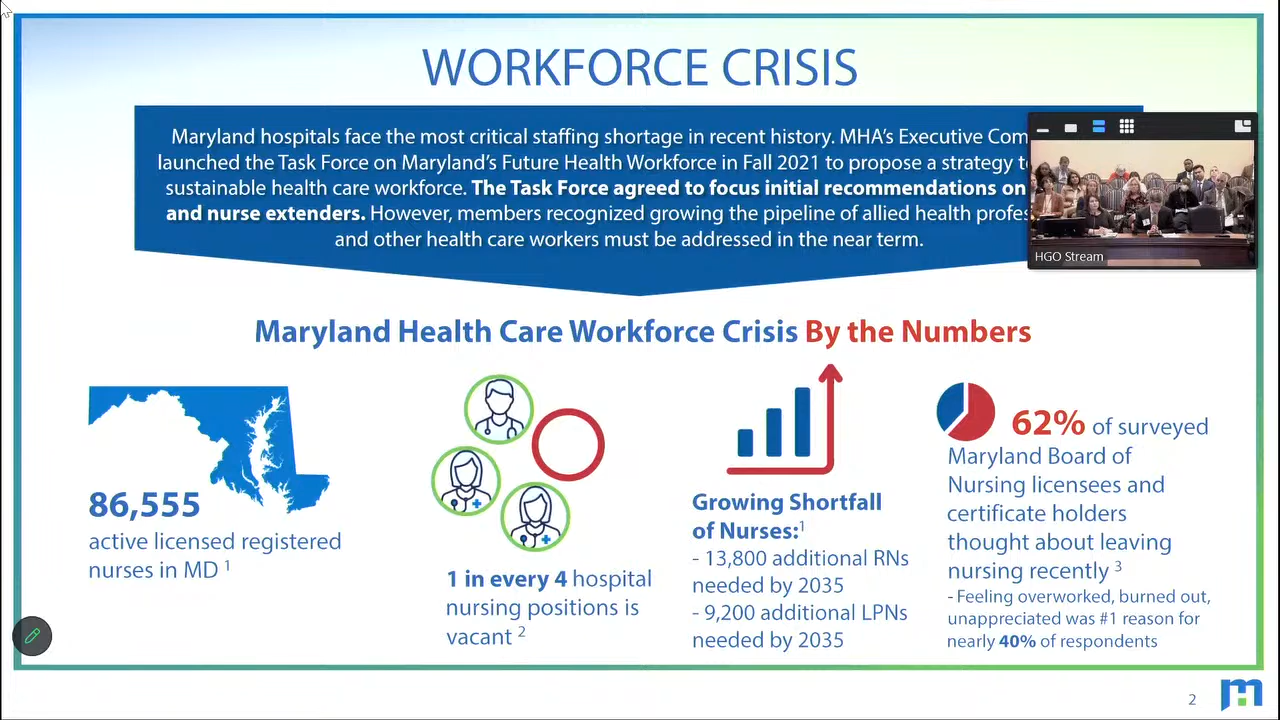 WORKFORCE CRISIS
Maryland hospitals face the most critical staffing shortage in recent history. MHA's Executive Com
launched the Task Force on Maryland's Future Health Workforce in Fall 2021 to propose a strategy
sustainable health care workforce. The Task Force agreed to focus initial recommendations on
and nurse extenders. However, members recognized growing the pipeline of allied health profes
and other health care workers must be addressed in the near term.
HGO Stream
Maryland Health Care Workforce Crisis By the Numbers
86,555
active licensed registered
nurses in MD 1
1 in every 4 hospital
nursing positions is
vacant 2
Growing Shortfall
of Nurses:1
- 13,800 additional RNs
needed by 2035
- 9,200 additional LPNs
needed by 2035
62% of surveyed
Maryland Board of
Nursing licensees and
certificate holders
thought about leaving
nursing recently 3
- Feeling overworked, burned out,
unappreciated was #1 reason for
nearly 40% of respondents
2